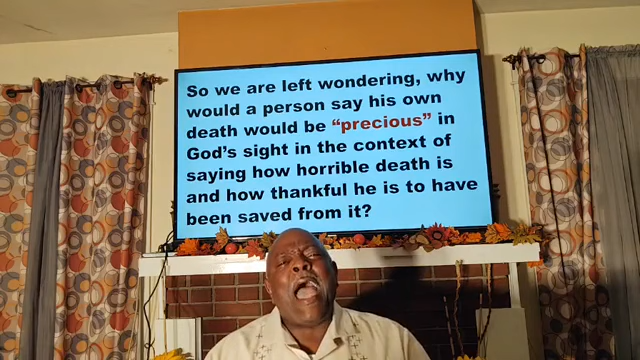 So we are left wondering, why
would a person say his own
death would be “precious” in
God’s sight in the context of
saying how horrible death is
and how thankful he is to have
been saved from it?